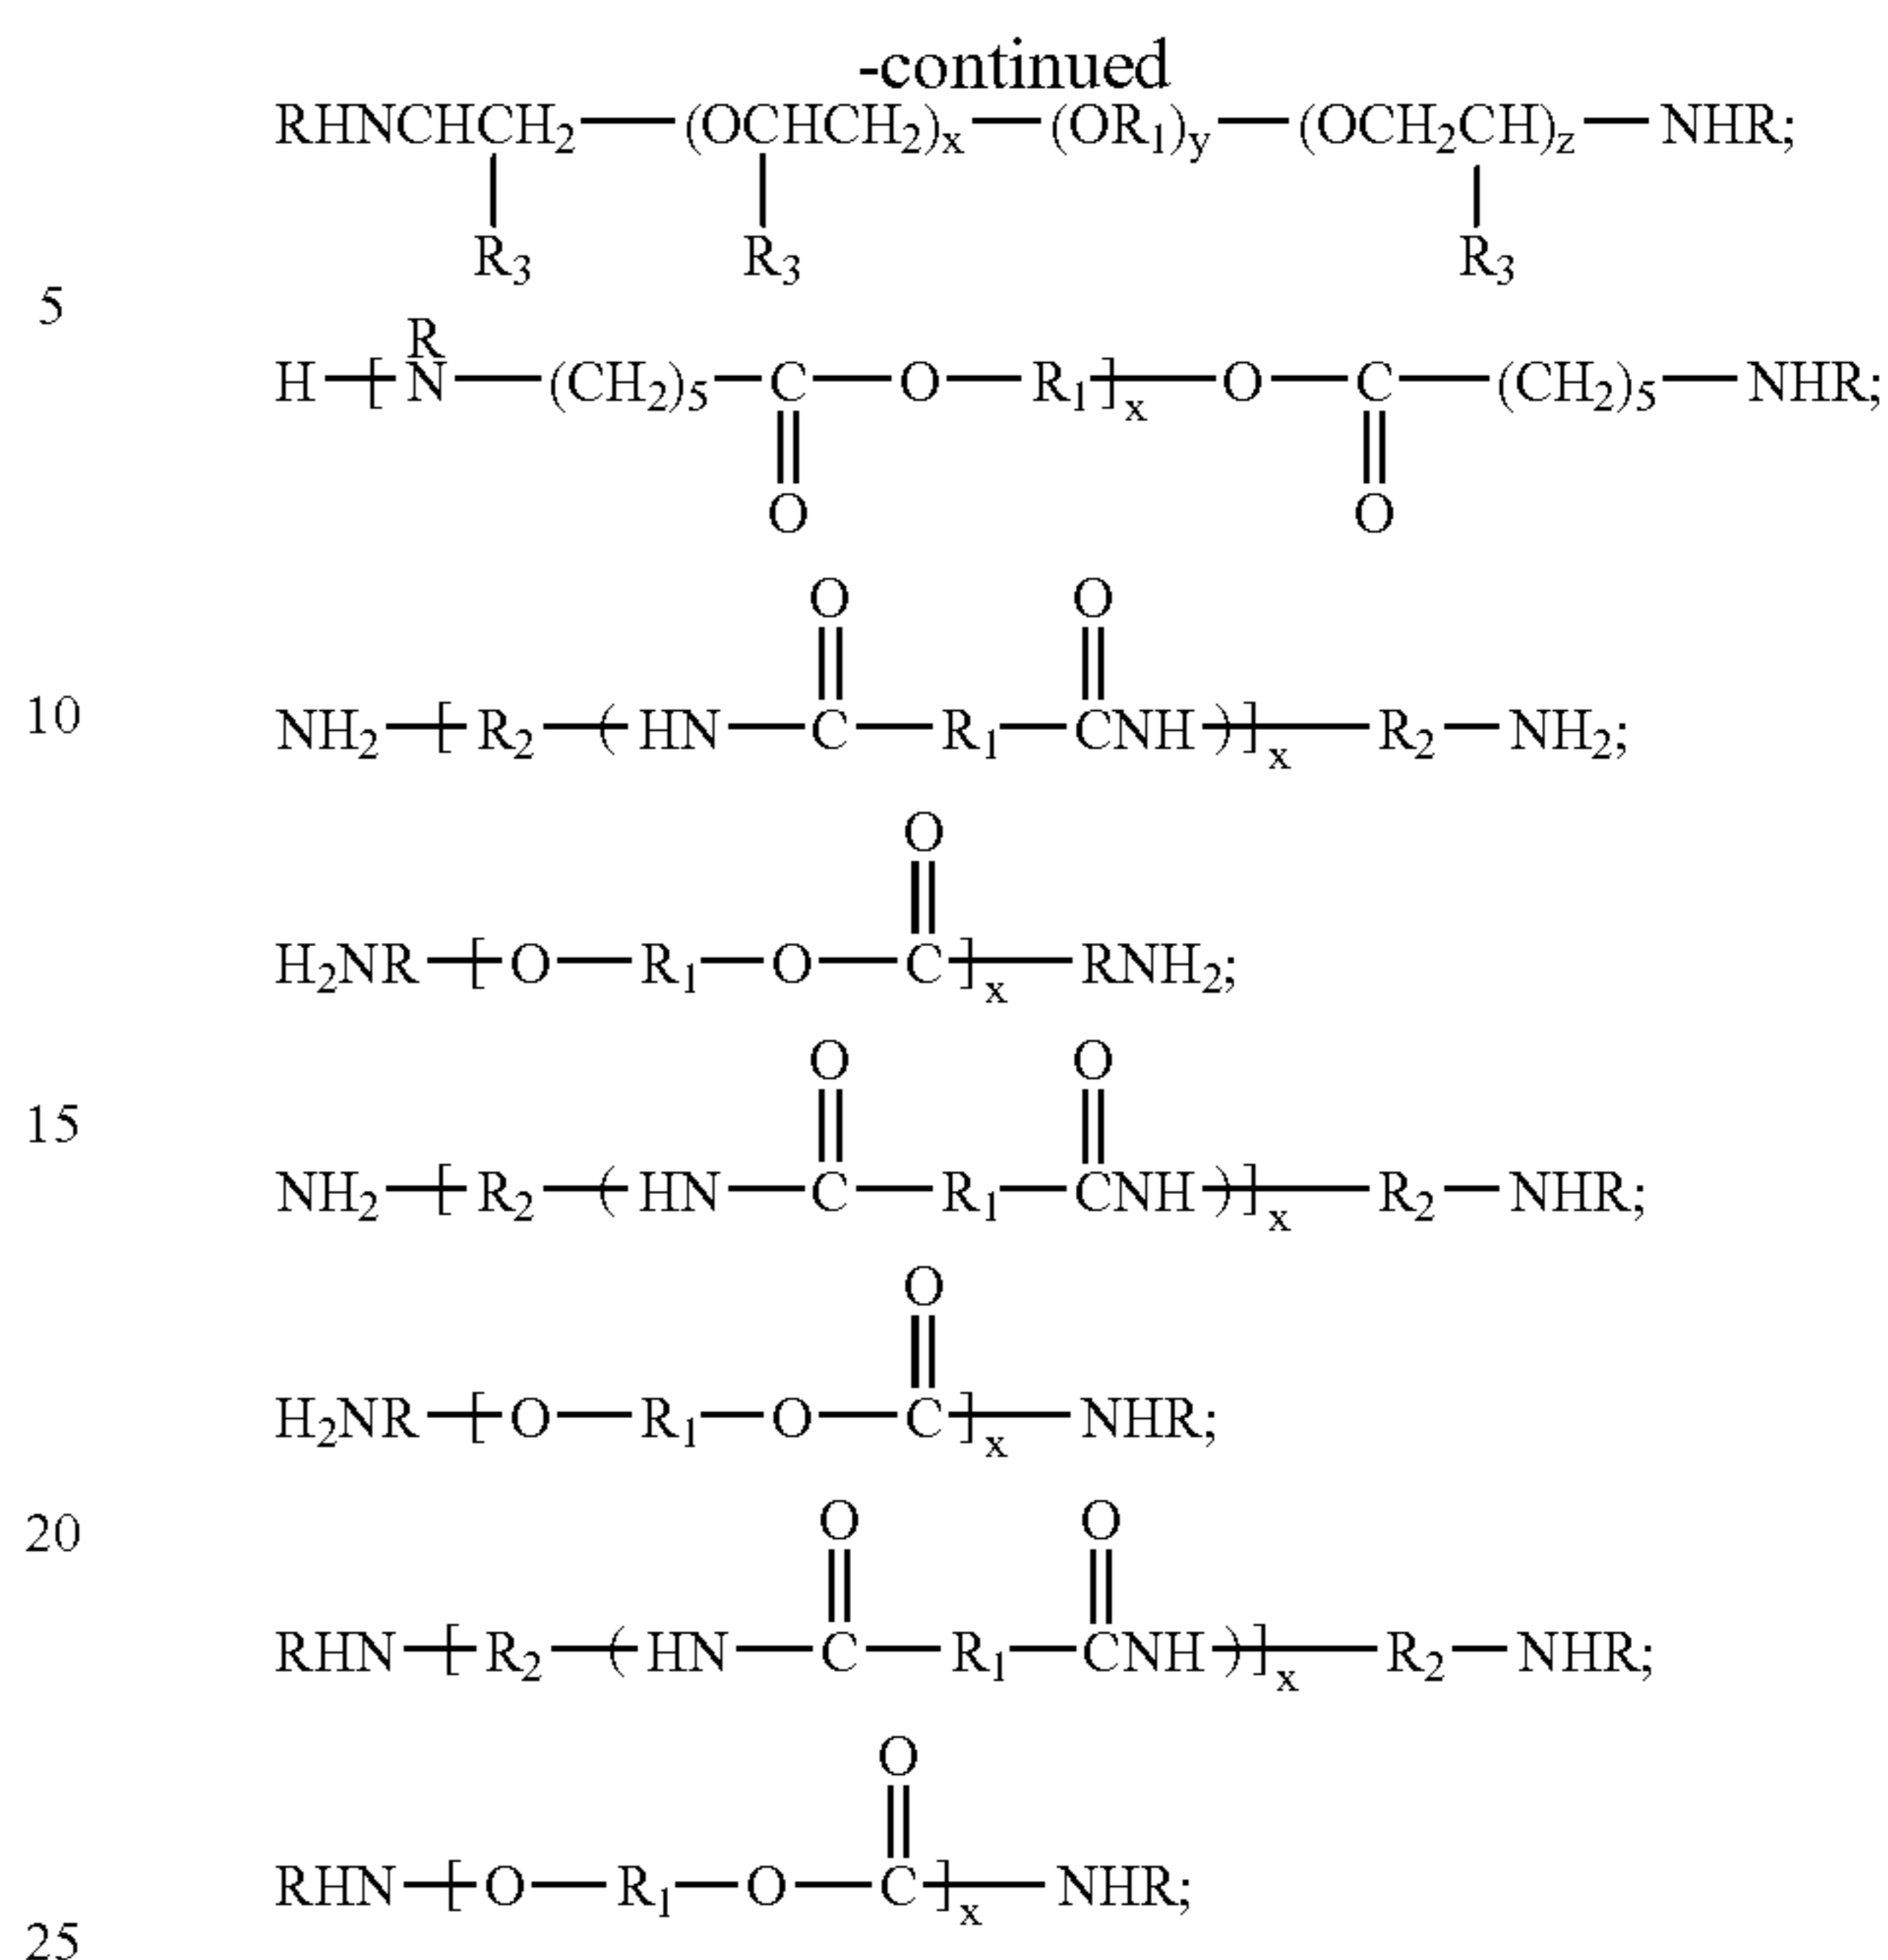 -continued
RHNCHCH₂—(OCHCH₂)ₓ—(OR₁)y—(OCH₂CH)z—NHR;
R₃ R₃ R₃
5
R
H—[N—(CH₂)₅—C—O—R₁]ₓ—O—C—(CH₂)₅—NHR;
O O
O O
10 NH₂—[R₂—(HN—C—R₁—CNH)]ₓ—R₂—NH₂;
O
H₂NR—[O—R₁—O—C]ₓ—RNH₂;
O O
15
NH₂—[R₂—(HN—C—R₁—CNH)]ₓ—R₂—NHR;
O
H₂NR—[O—R₁—O—C]ₓ—NHR;
O O
20
RHN—[R₂—(HN—C—R₁—CNH)]ₓ—R₂—NHR;
O
RHN—[O—R₁—O—C]ₓ—NHR;
25